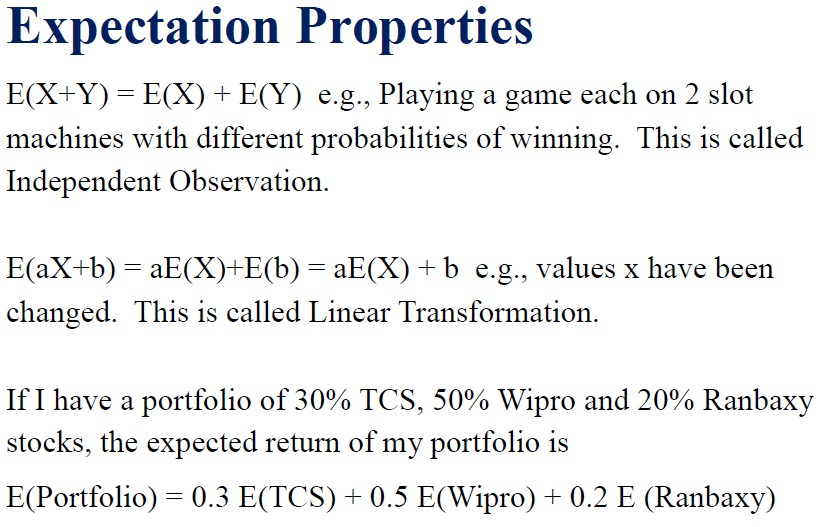 Expectation Properties
E(X+Y) = E(X) + E(Y)  e.g., Playing a game each on 2 slot
machines with different probabilities of winning.  This is called
Independent Observation.
E(aX+b) = aE(X)+E(b) = aE(X) + b  e.g., values x have been
changed.  This is called Linear Transformation.
If I have a portfolio of 30% TCS, 50% Wipro and 20% Ranbaxy
stocks, the expected return of my portfolio is
E(Portfolio) = 0.3 E(TCS) + 0.5 E(Wipro) + 0.2 E (Ranbaxy)